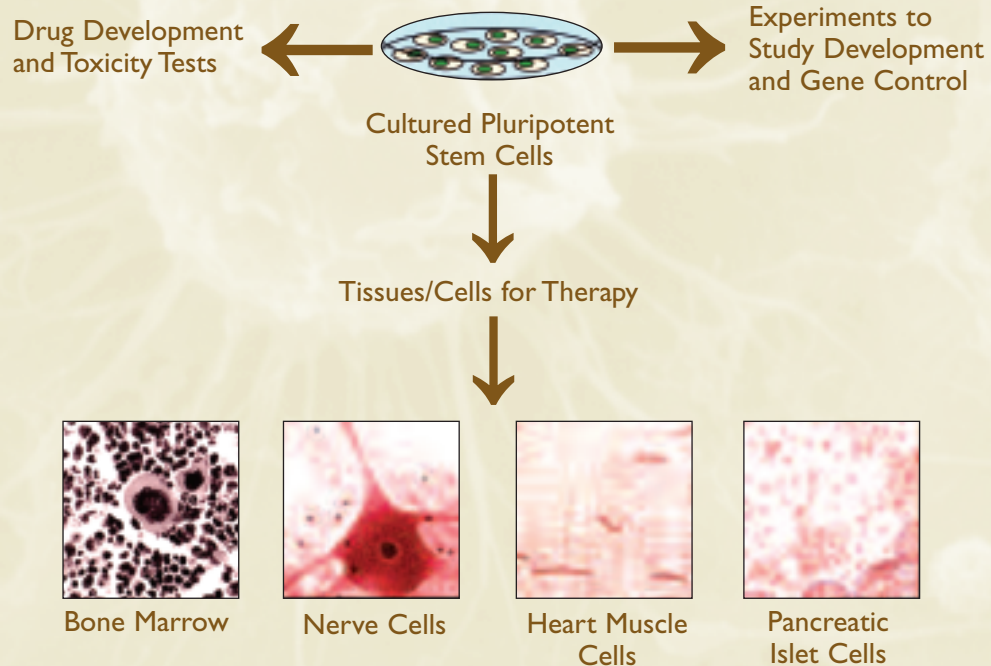 Drug Development
and Toxicity Tests
Experiments to
Study Development
and Gene Control
Cultured Pluripotent
Stem Cells
Tissues/Cells for Therapy
Bone Marrow
Nerve Cells
Heart Muscle
Cells
Pancreatic
Islet Cells